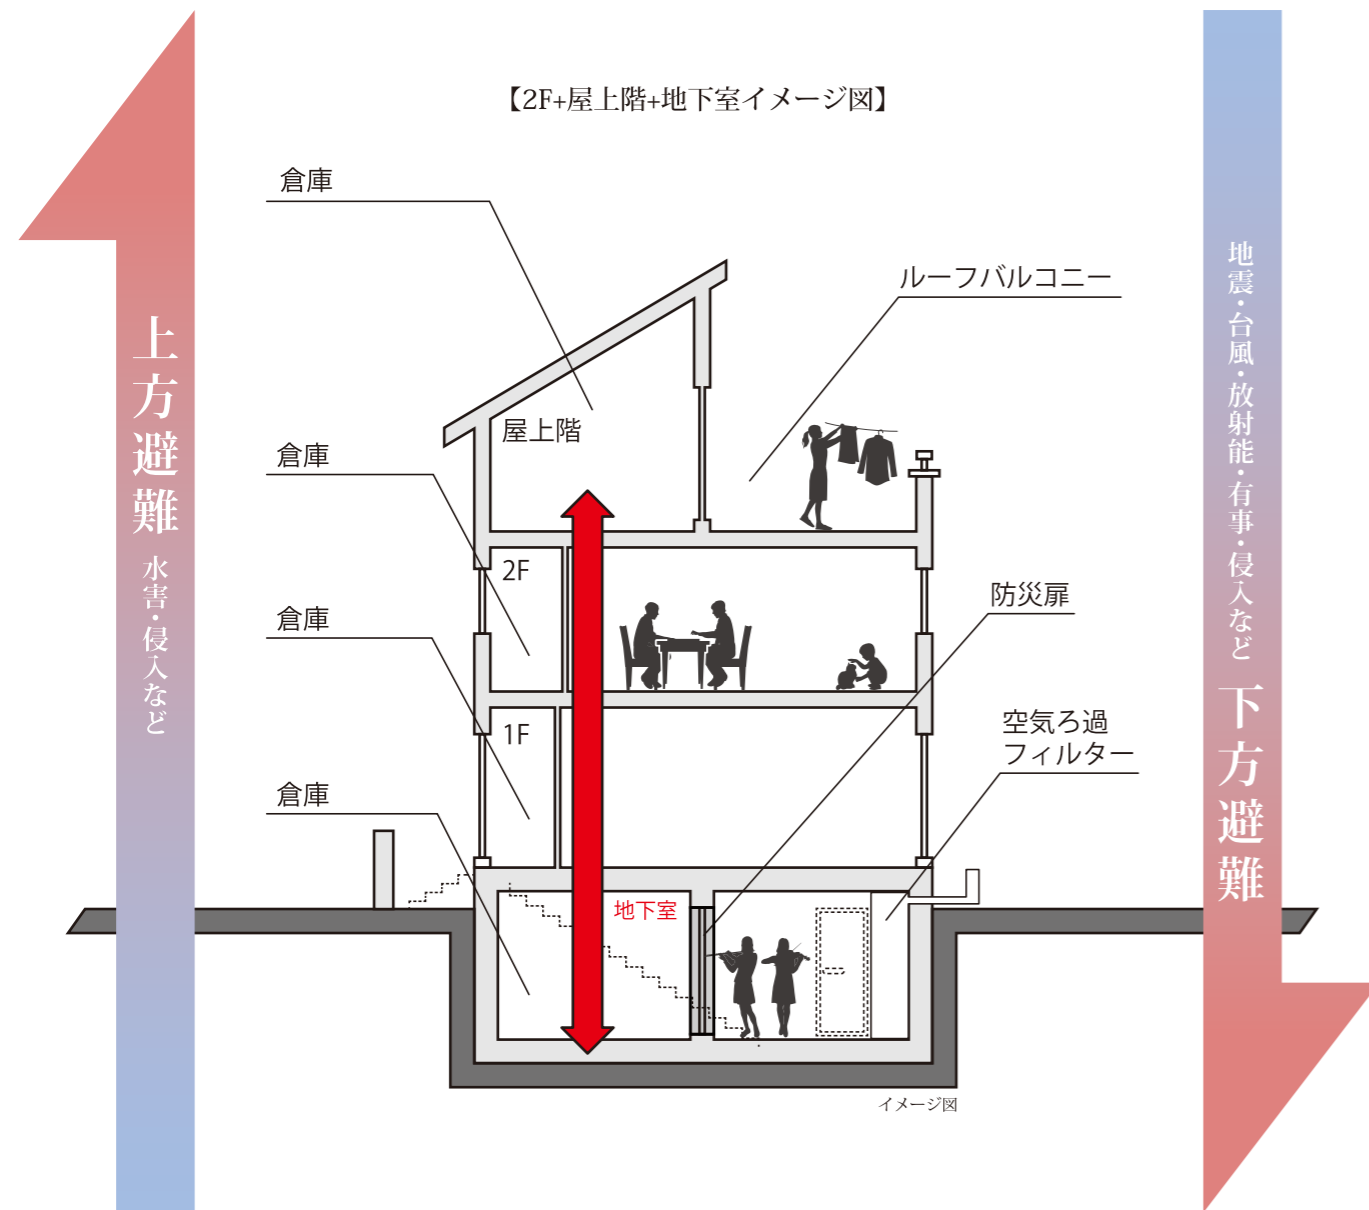 【2F+屋上階+地下室イメージ図】
倉庫
ルーフバルコニー
屋上階
倉庫
2F
防災扉
倉庫
1F
空気ろ過
フィルター
倉庫
地下室
イメージ図
上方避難 水害・侵入など
地震・台風・放射能・有事・侵入など 下方避難